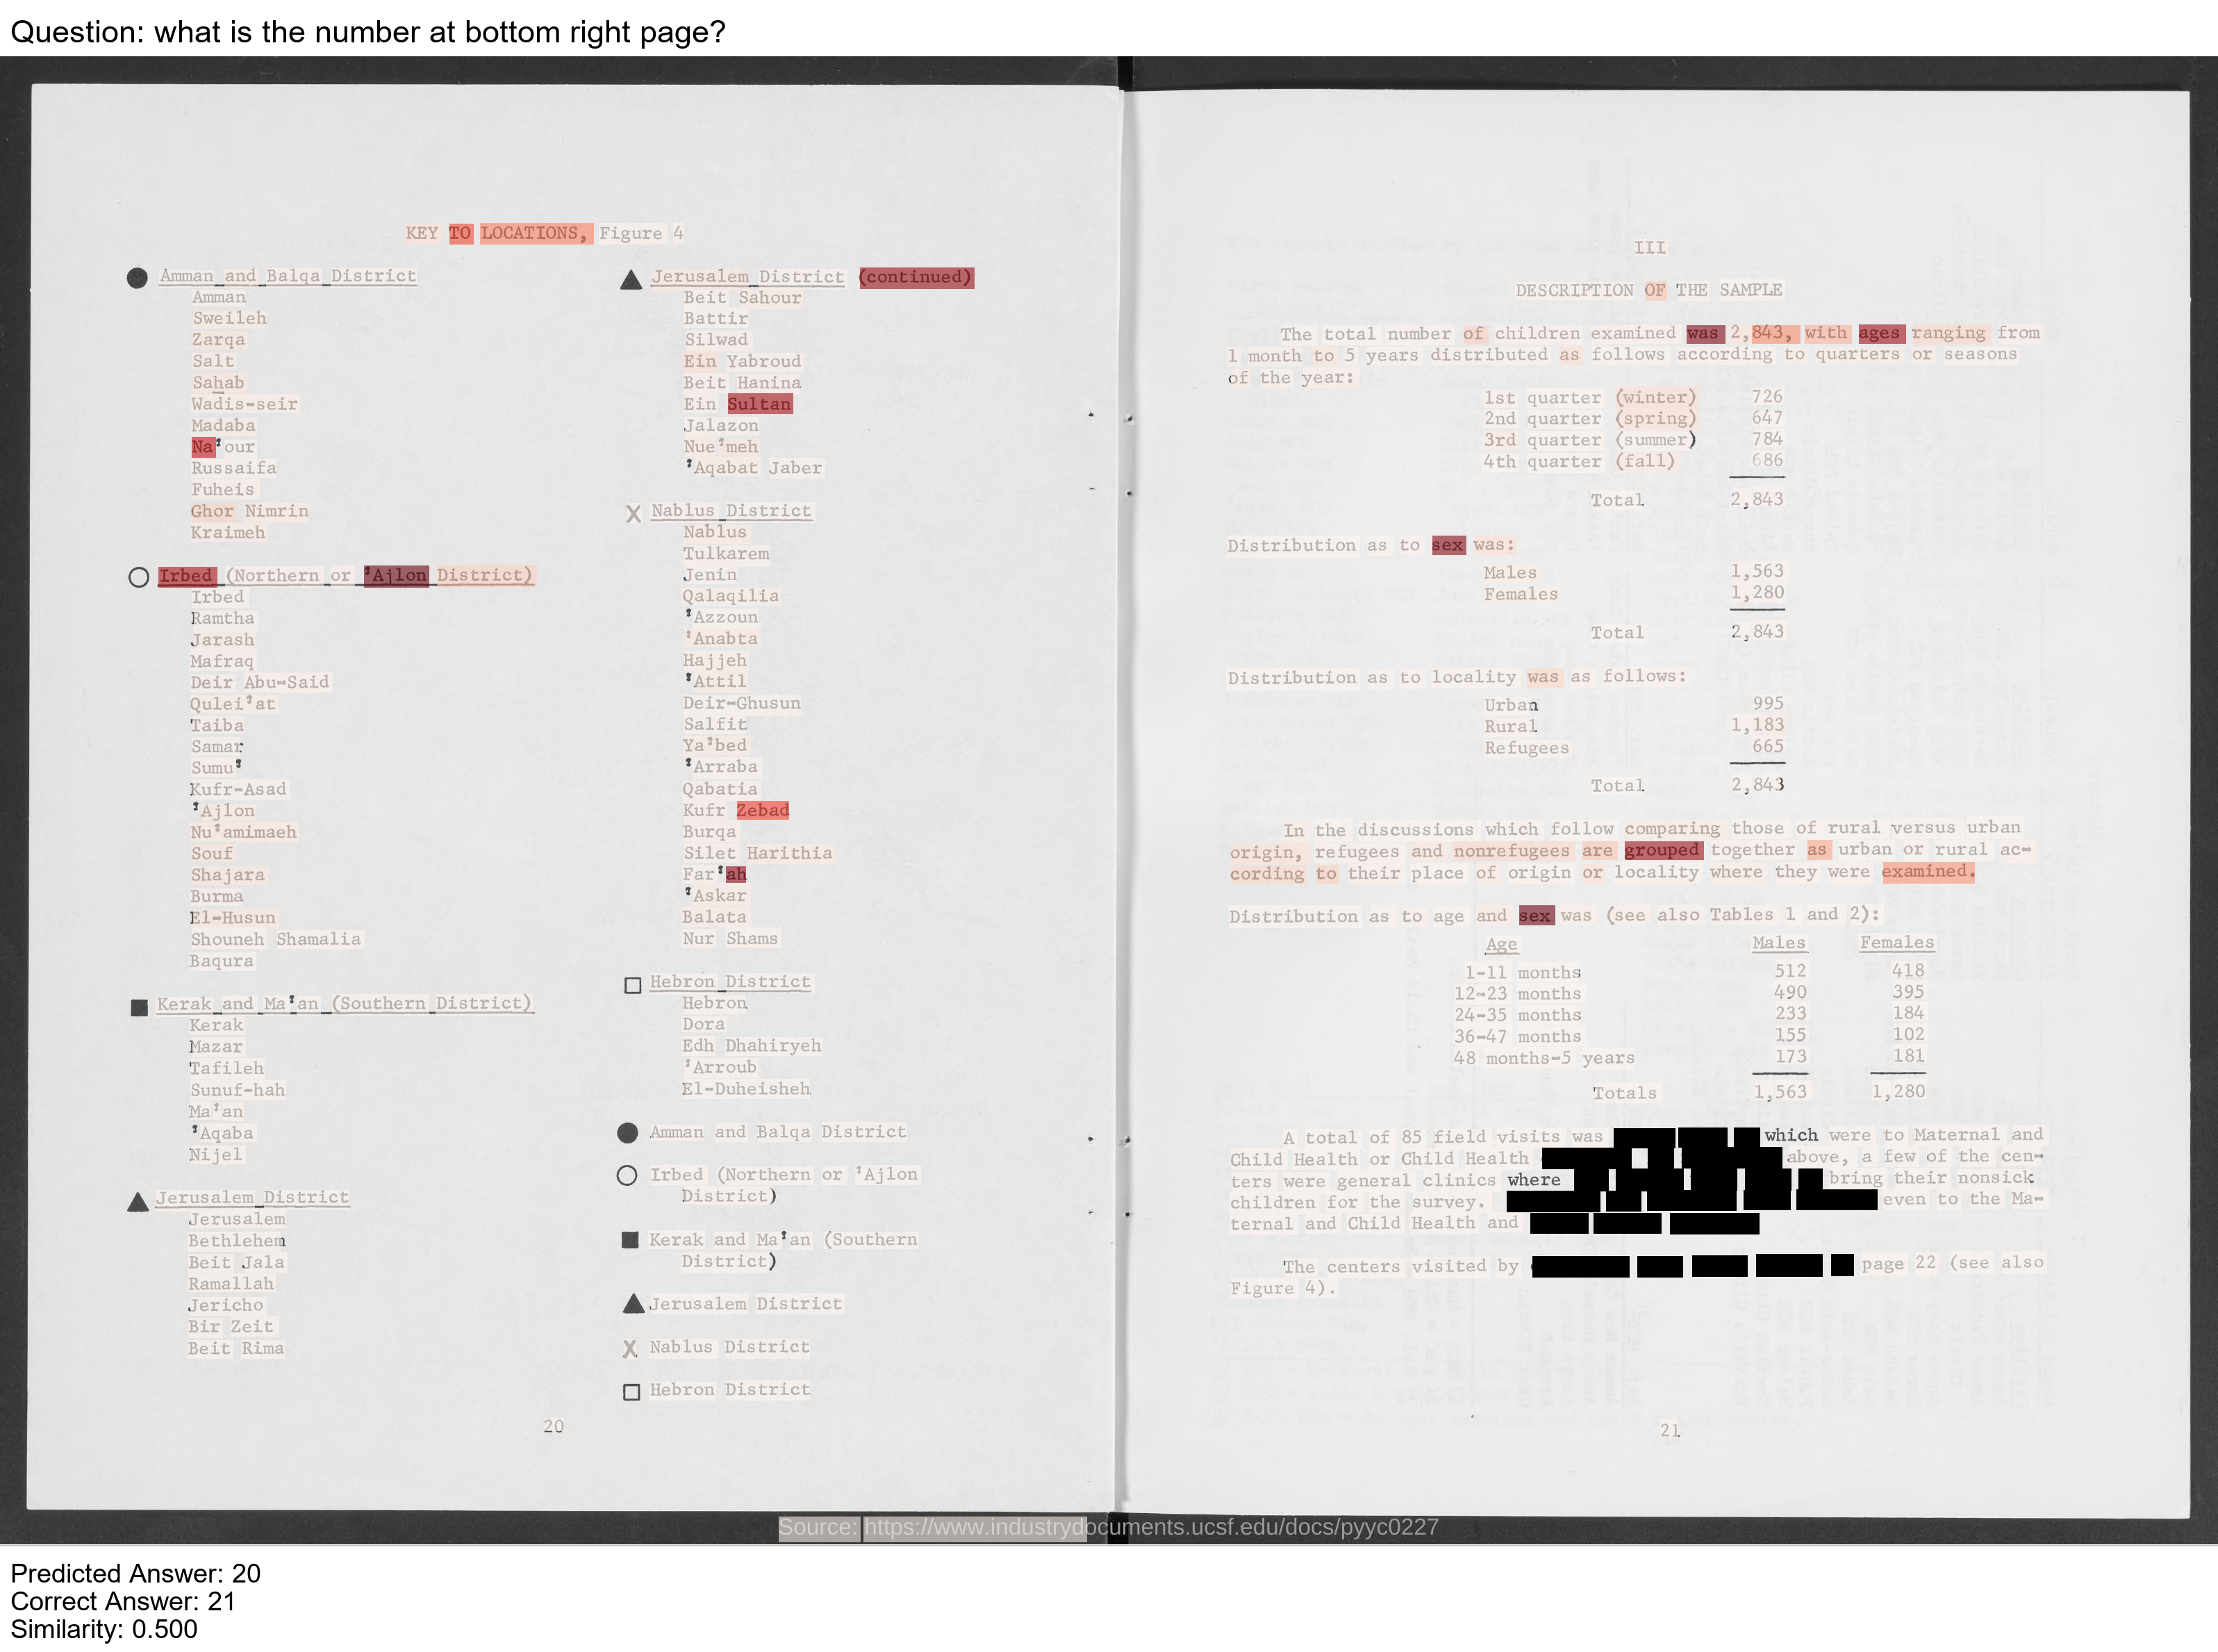 Question: what is the number at bottom right page?
KEY TO LOCATIONS, Figure 4
Amman and Balqa District
Amman
Sweileh
Zarqa
Salt
Sahab
Wadis-seir
Madaba
Na'our
Russaifa
Fuheis
Ghor Nimrin
Kraimeh
Irbed (Northern or 'Ajlon District)
Irbed
Ramtha
Jarash
Mafraq
Deir Abu-Said
Qulei'at
Taiba
Samar
Sumu'
Kufr-Asad
'Ajlon
Nu'amimaeh
Souf
Shajara
Burma
El-Husun
Shouneh Shamalia
Baqura
Kerak and Ma'an (Southern District)
Kerak
Mazar
Tafileh
Sunuf-hah
Ma'an
'Aqaba
Nijel
Jerusalem District
Jerusalem
Bethlehem
Beit Jala
Ramallah
Jericho
Bir Zeit
Beit Rima
Jerusalem District (continued)
Beit Sahour
Battir
Silwad
Ein Yabroud
Beit Hanina
Ein Sultan
Jalazon
Nue'meh
'Aqabat Jaber
X Nablus District
Nablus
Tulkarem
Jenin
Qalaqilia
'Azzoun
'Anabta
Hajjeh
'Attil
Deir-Ghusun
Salfit
Ya'bed
'Arraba
Qabatia
Kufr Zebad
Burqa
Silet Harithia
Far'ah
'Askar
Balata
Nur Shams
Hebron District
Hebron
Dora
Edh Dhahiryeh
'Arroub
El-Duheisheh
Amman and Balqa District
Irbed (Northern or 'Ajlon
District)
Kerak and Ma'an (Southern
District)
Jerusalem District
X Nablus District
Hebron District
20
III
DESCRIPTION OF THE SAMPLE
The total number of children examined was 2,843, with ages ranging from
1 month to 5 years distributed as follows according to quarters or seasons
of the year:
1st quarter (winter) 726
2nd quarter (spring) 647
3rd quarter (summer) 784
4th quarter (fall) 686
Total 2,843
Distribution as to sex was:
Males 1,563
Females 1,280
Total 2,843
Distribution as to locality was as follows:
Urban 995
Rural 1,183
Refugees 665
Total 2,843
In the discussions which follow comparing those of rural versus urban
origin, refugees and nonrefugees are grouped together as urban or rural ac-
cording to their place of origin or locality where they were examined.
Distribution as to age and sex was (see also Tables 1 and 2):
Age Males Females
1-11 months 512 418
12-23 months 490 395
24-35 months 233 184
36-47 months 155 102
48 months-5 years 173 181
Totals 1,563 1,280
A total of 85 field visits was which were to Maternal and
Child Health or Child Health above, a few of the cen-
ters were general clinics where bring their nonsick
children for the survey. even to the Ma-
ternal and Child Health and
The centers visited by page 22 (see also
Figure 4).
21
Source: https://www.industrydocuments.ucsf.edu/docs/pyyc0227
Predicted Answer: 20
Correct Answer: 21
Similarity: 0.500